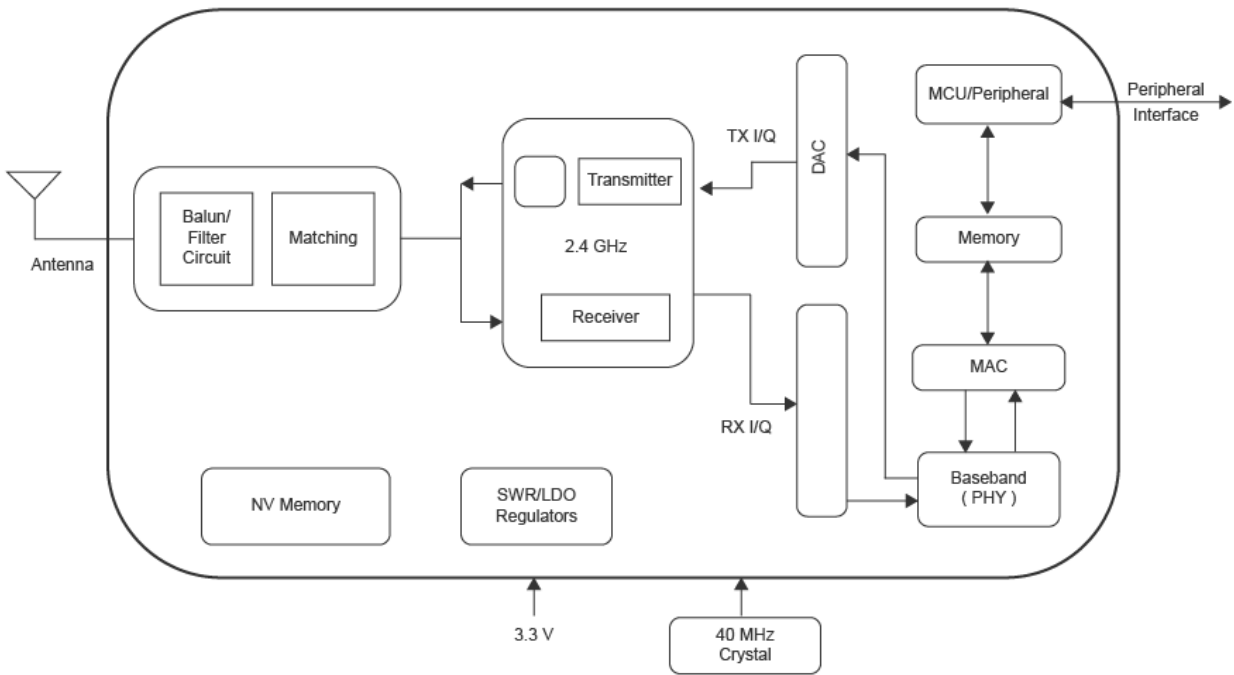 Antenna
Balun/
Filter
Circuit
Matching
Transmitter
2.4 GHz
Receiver
TX I/Q
RX I/Q
DAC
MCU/Peripheral
Peripheral
Interface
Memory
MAC
Baseband
( PHY )
NV Memory
SWR/LDO
Regulators
3.3 V
40 MHz
Crystal